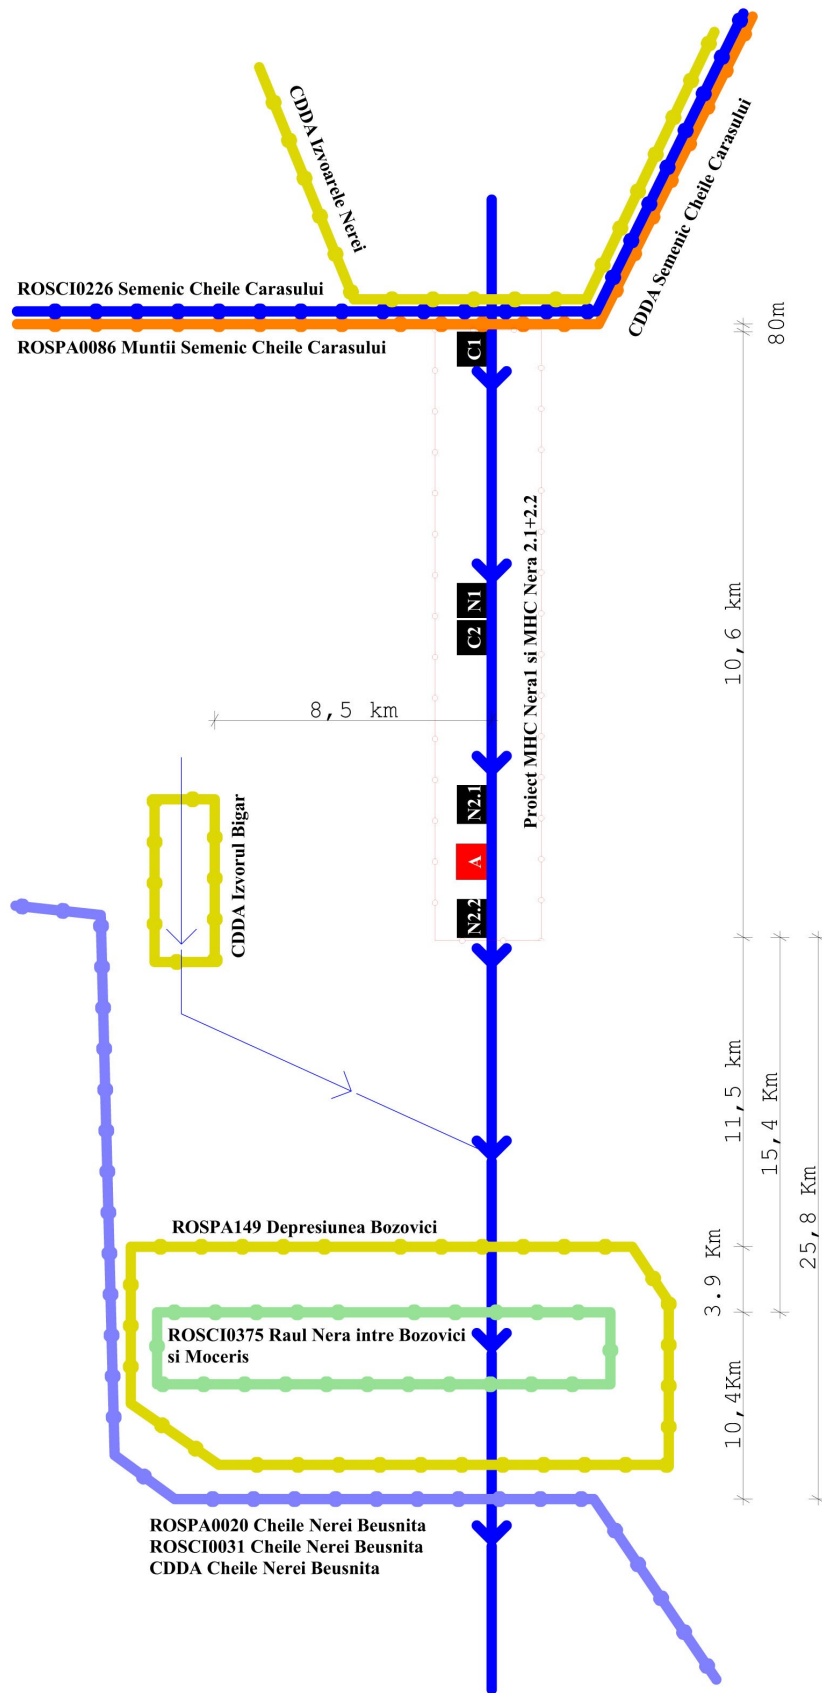 CDDA Izvoarele Nerei
CDDA Semenic Cheile Carasului
ROSCI0226 Semenic Cheile Carasului
ROSPA0086 Muntii Semenic Cheile Carasului
80m
C1
N1
C2
Proiect MHC Nera1 si MHC Nera 2.1+2.2
10,6 km
8,5 km
N2.1
A
N2.2
CDDA Izvorul Bigar
11,5 km
15,4 Km
25,8 Km
ROSPA149 Depresiunea Bozovici
3.9 Km
ROSCI0375 Raul Nera intre Bozovici
si Moceris
10,4Km
ROSPA0020 Cheile Nerei Beusnita
ROSCI0031 Cheile Nerei Beusnita
CDDA Cheile Nerei Beusnita